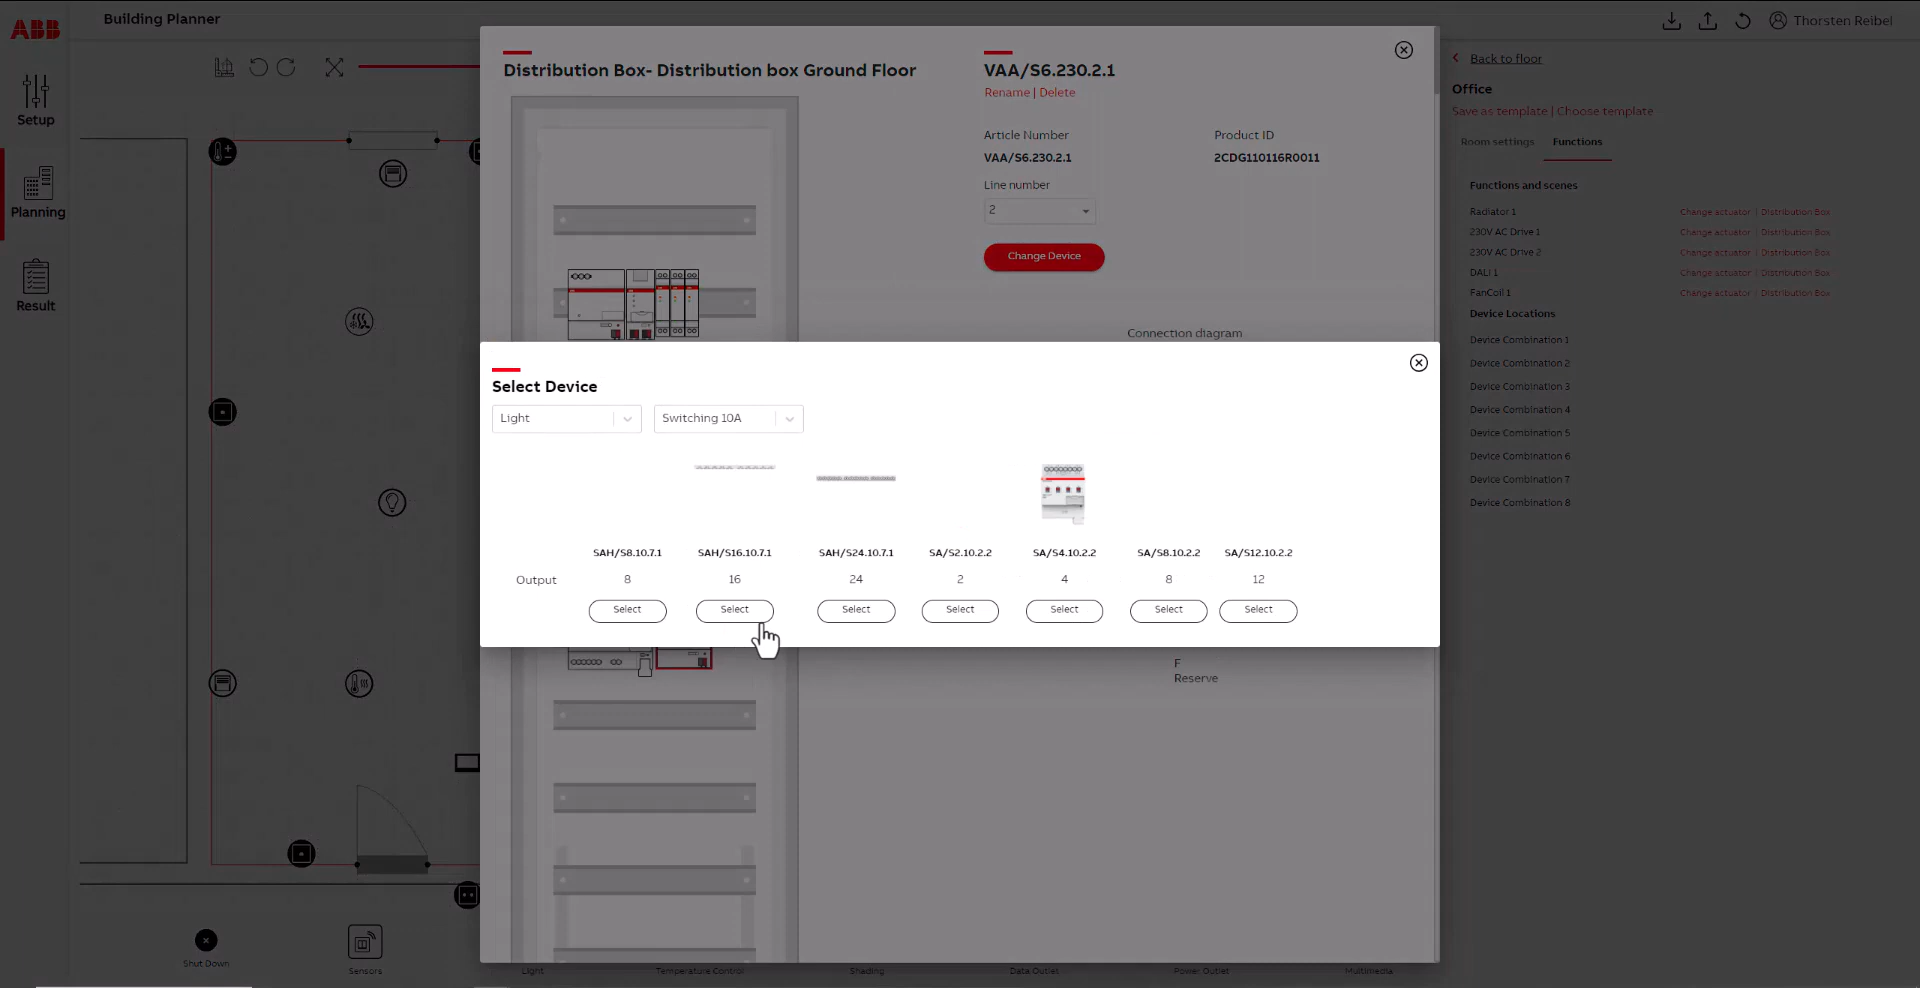 ABB
Building Planner
Thorsten Reibel
Setup
Planning
Result
Distribution Box- Distribution box Ground Floor
VAA/S6.230.2.1
Rename | Delete
Article Number
Product ID
VAA/S6.230.2.1
2CDG110116R0011
Line number
2
Change Device
Connection diagram
Back to floor
Office
Save as template | Choose template
Room settings
Functions
Functions and scenes
Radiator 1
Change actuator | Distribution Box
230V AC Drive 1
Change actuator | Distribution Box
230V AC Drive 2
Change actuator | Distribution Box
DALI 1
Change actuator | Distribution Box
FanCoil 1
Change actuator | Distribution Box
Device Locations
Device Combination 1
Device Combination 2
Device Combination 3
Device Combination 4
Device Combination 5
Device Combination 6
Device Combination 7
Device Combination 8
Select Device
Light
Switching 10A
SAH/S8.10.7.1
SAH/S16.10.7.1
SAH/S24.10.7.1
SA/S2.10.2.2
SA/S4.10.2.2
SA/S8.10.2.2
SA/S12.10.2.2
Output
8
16
24
2
4
8
12
Select
Select
Select
Select
Select
Select
Select
F
Reserve
Shut Down
Sensors
Light
Temperature Control
Shading
Data Outlet
Power Outlet
Multimedia